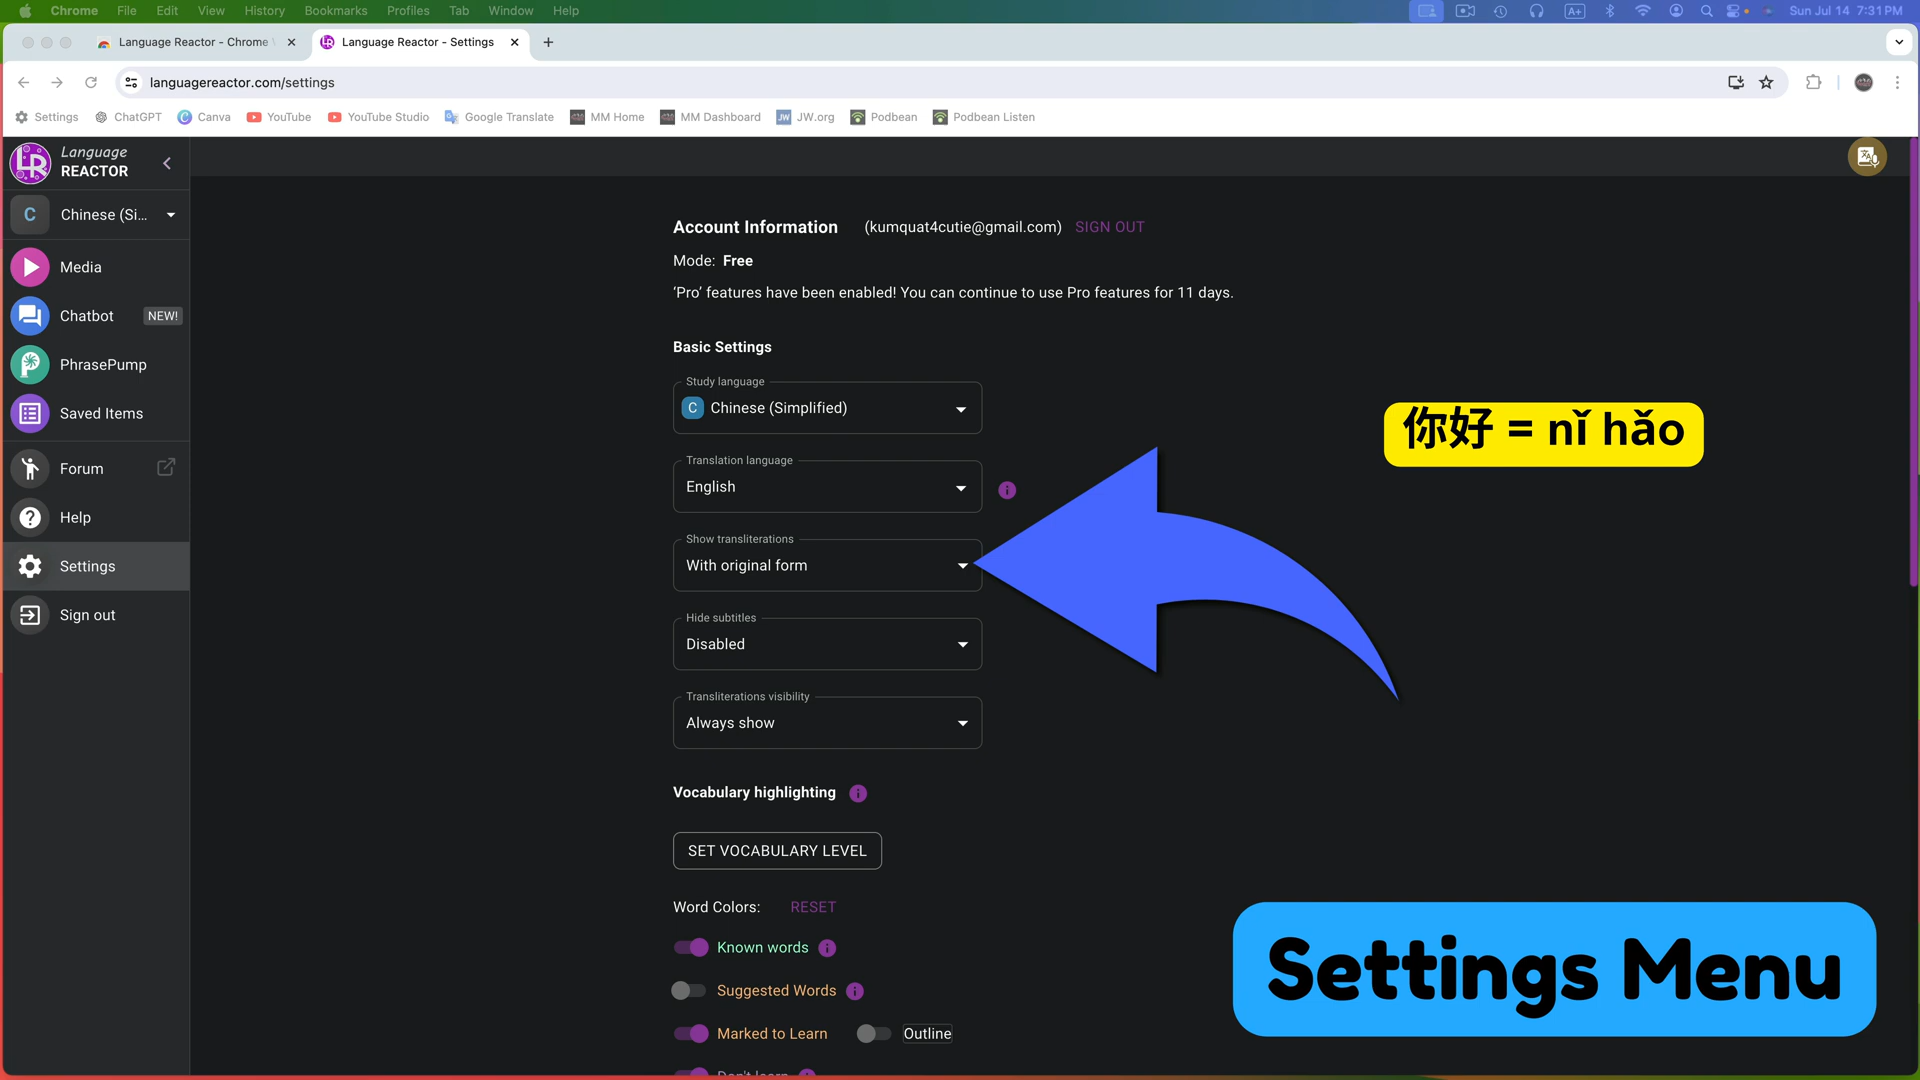 Chrome File Edit View History Bookmarks Profiles Tab Window Help
A+ Sun Jul 14 7:31 PM
Language Reactor - Chrome
Language Reactor - Settings
languagereactor.com/settings
Settings ChatGPT Canva YouTube YouTube Studio Google Translate MM Home MM Dashboard JW JW.org Podbean Podbean Listen
LR
Language
REACTOR
C Chinese (Si...
Media
Chatbot NEW!
PhrasePump
Saved Items
Forum
Help
Settings
Sign out
Account Information (kumquat4cutie@gmail.com) SIGN OUT
Mode: Free
‘Pro’ features have been enabled! You can continue to use Pro features for 11 days.
Basic Settings
Study language
C Chinese (Simplified)
你好 = nǐ hǎo
Translation language
English
Show transliterations
With original form
Hide subtitles
Disabled
Transliterations visibility
Always show
Vocabulary highlighting
SET VOCABULARY LEVEL
Word Colors: RESET
Known words
Suggested Words
Marked to Learn Outline
Don't learn
Settings Menu